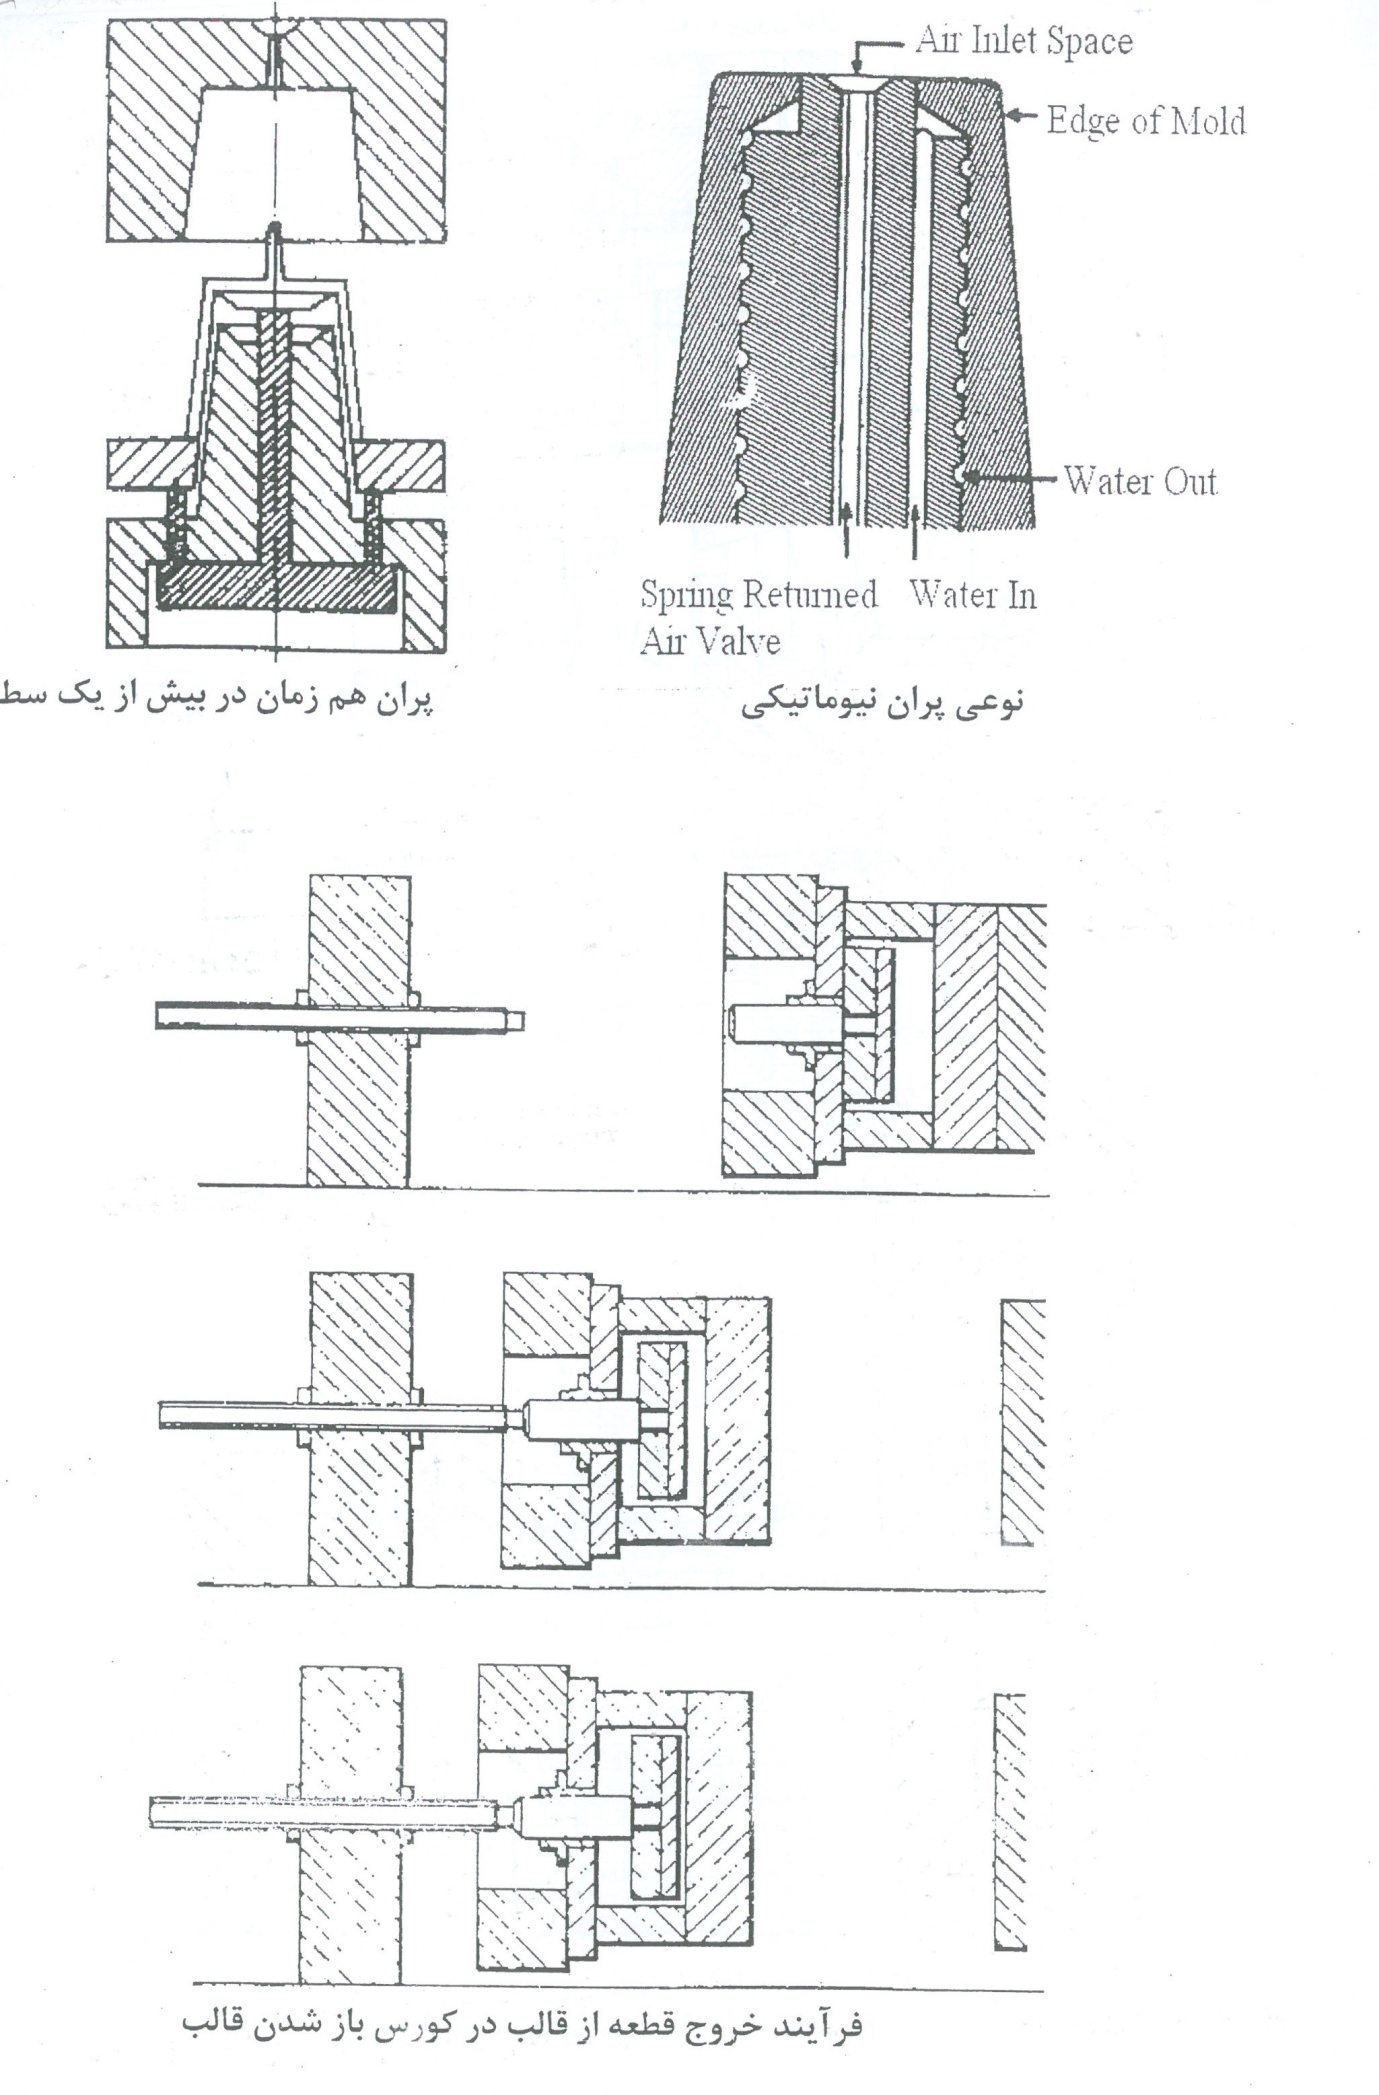 Air Inlet Space
Edge of Mold
Water Out
Spring Returned
Air Valve
Water In
نوعی پران نیوماتیکی
پران هم زمان در بیش از یک
فرآیند خروج قطعه از قالب در کورس باز شدن قالب